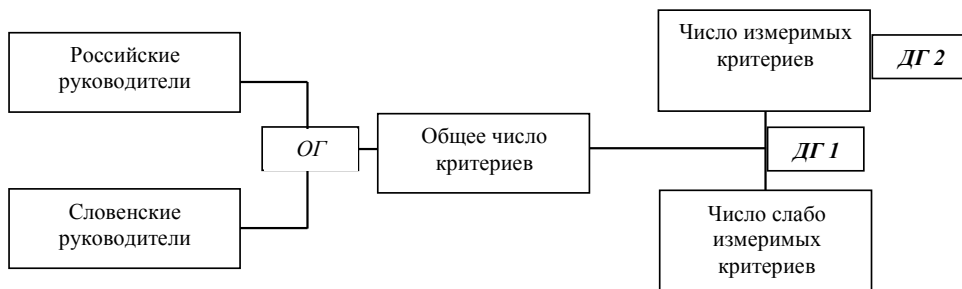 Российские
руководители
Словенские
руководители
ОГ
Общее число
критериев
Число измеримых
критериев
ДГ 2
ДГ 1
Число слабо
измеримых
критериев